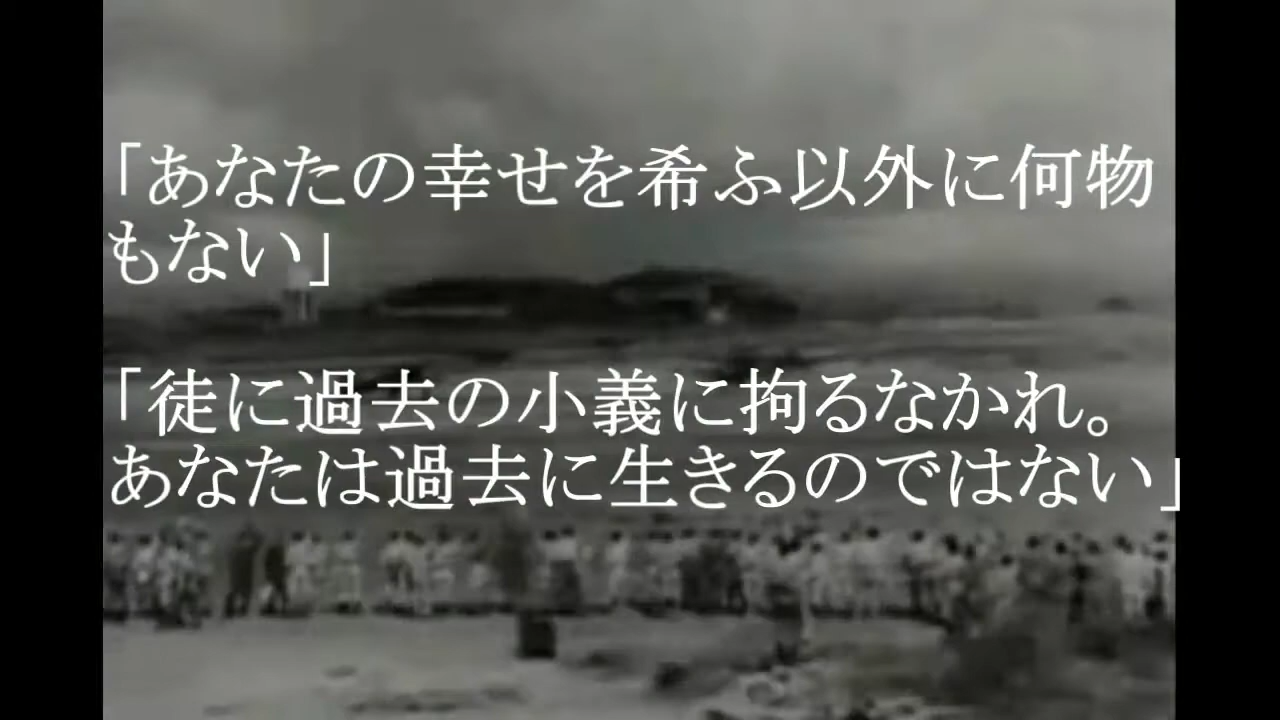 「あなたの幸せを希ふ以外に何物
もない」
「徒に過去の小義に拘るなかれ。
あなたは過去に生きるのではない」